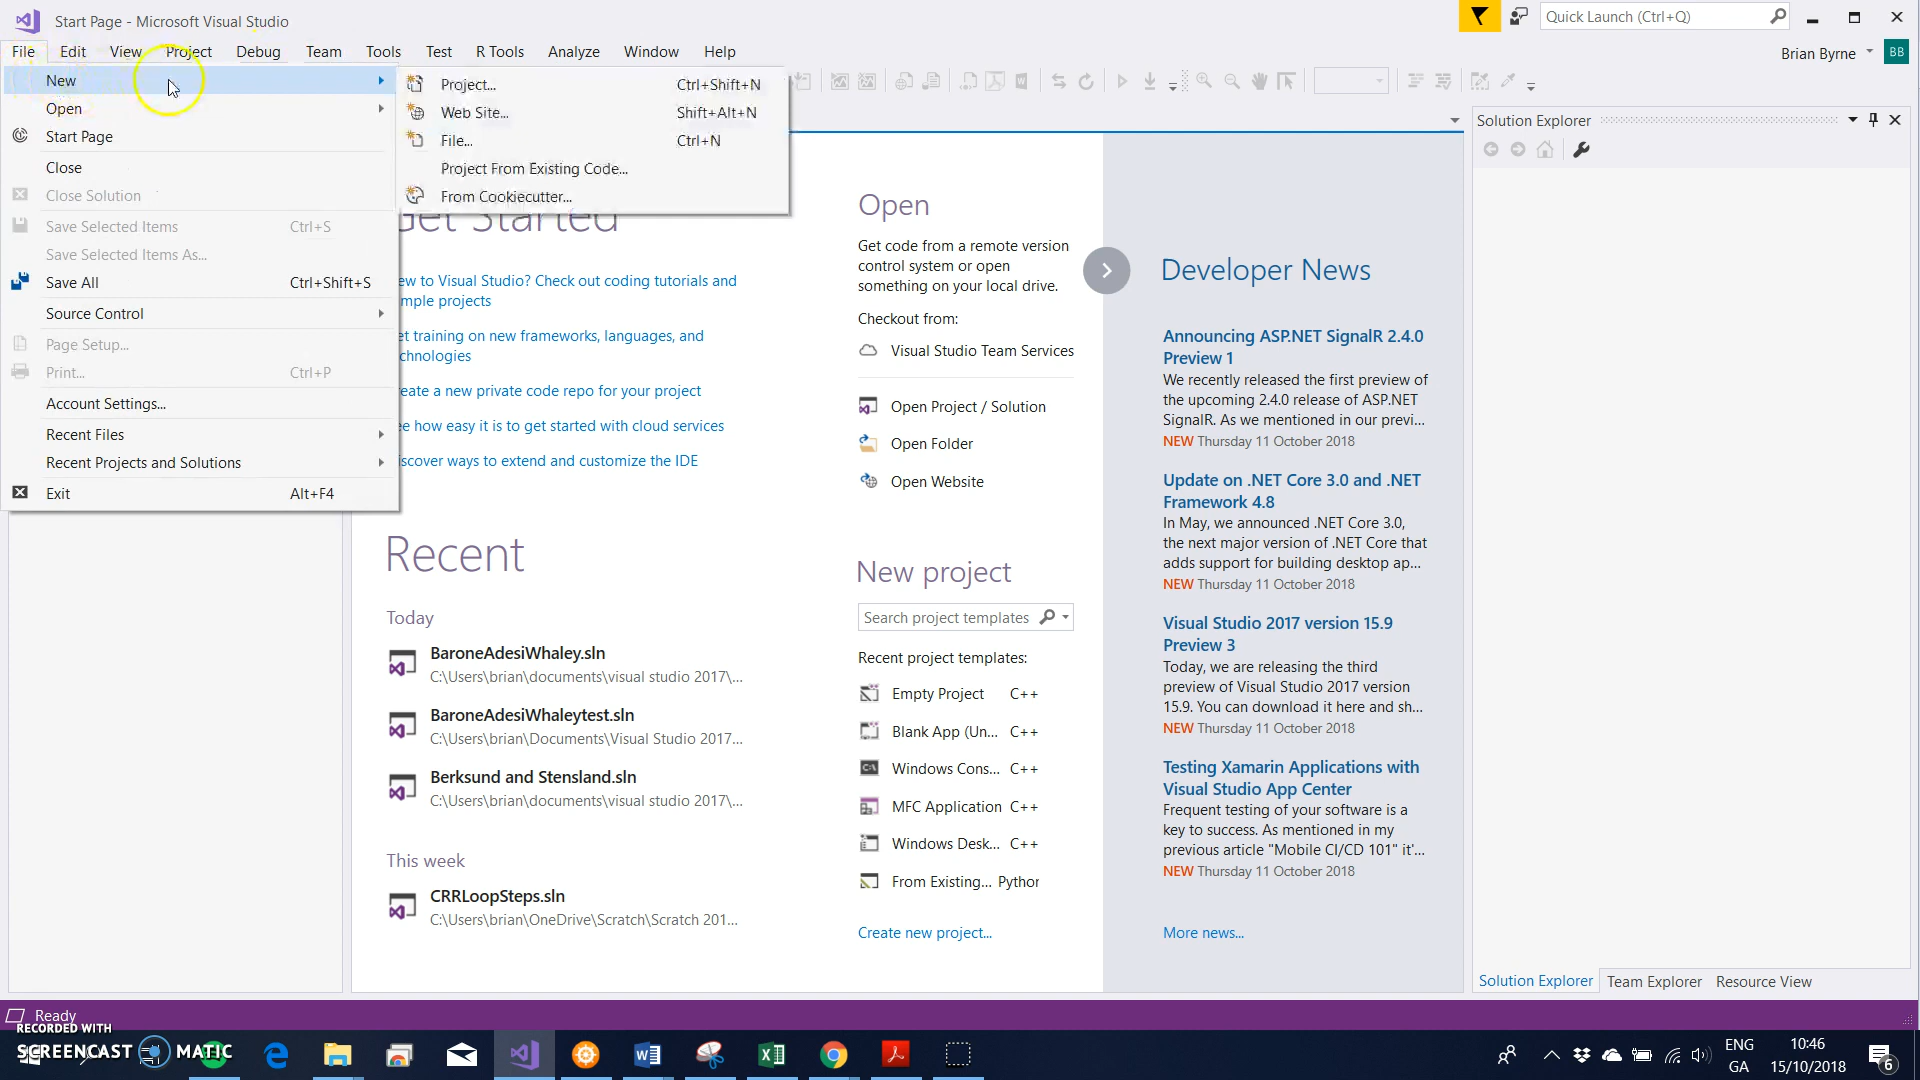 Start Page - Microsoft Visual Studio
Quick Launch (Ctrl+Q)
File Edit View Project Debug Team Tools Test R Tools Analyze Window Help
Brian Byrne BB
New
Open
Start Page
Close
Close Solution
Save Selected Items Ctrl+S
Save Selected Items As...
Save All Ctrl+Shift+S
Source Control
Page Setup...
Print... Ctrl+P
Account Settings...
Recent Files
Recent Projects and Solutions
Exit Alt+F4
Project... Ctrl+Shift+N
Web Site... Shift+Alt+N
File... Ctrl+N
Project From Existing Code...
From Cookiecutter...
Get Started
ew to Visual Studio? Check out coding tutorials and
mple projects
et training on new frameworks, languages, and
chnologies
reate a new private code repo for your project
ee how easy it is to get started with cloud services
iscover ways to extend and customize the IDE
Recent
Today
BaroneAdesiWhaley.sln
C:\Users\brian\documents\visual studio 2017\...
BaroneAdesiWhaleytest.sln
C:\Users\brian\Documents\Visual Studio 2017...
Berksund and Stensland.sln
C:\Users\brian\documents\visual studio 2017\...
This week
CRRLoopSteps.sln
C:\Users\brian\OneDrive\Scratch\Scratch 201...
Open
Get code from a remote version
control system or open
something on your local drive.
Checkout from:
Visual Studio Team Services
Open Project / Solution
Open Folder
Open Website
New project
Search project templates
Recent project templates:
Empty Project C++
Blank App (Un... C++
Windows Cons... C++
MFC Application C++
Windows Desk... C++
From Existing... Python
Create new project...
Developer News
Announcing ASP.NET SignalR 2.4.0
Preview 1
We recently released the first preview of
the upcoming 2.4.0 release of ASP.NET
SignalR. As we mentioned in our previ...
NEW Thursday 11 October 2018
Update on .NET Core 3.0 and .NET
Framework 4.8
In May, we announced .NET Core 3.0,
the next major version of .NET Core that
adds support for building desktop ap...
NEW Thursday 11 October 2018
Visual Studio 2017 version 15.9
Preview 3
Today, we are releasing the third
preview of Visual Studio 2017 version
15.9. You can download it here and sh...
NEW Thursday 11 October 2018
Testing Xamarin Applications with
Visual Studio App Center
Frequent testing of your software is a
key to success. As mentioned in my
previous article "Mobile CI/CD 101" it'...
NEW Thursday 11 October 2018
More news...
Solution Explorer
Solution Explorer Team Explorer Resource View
Ready
RECORDED WITH
SCREENCAST MATIC
ENG
GA
10:46
15/10/2018
6